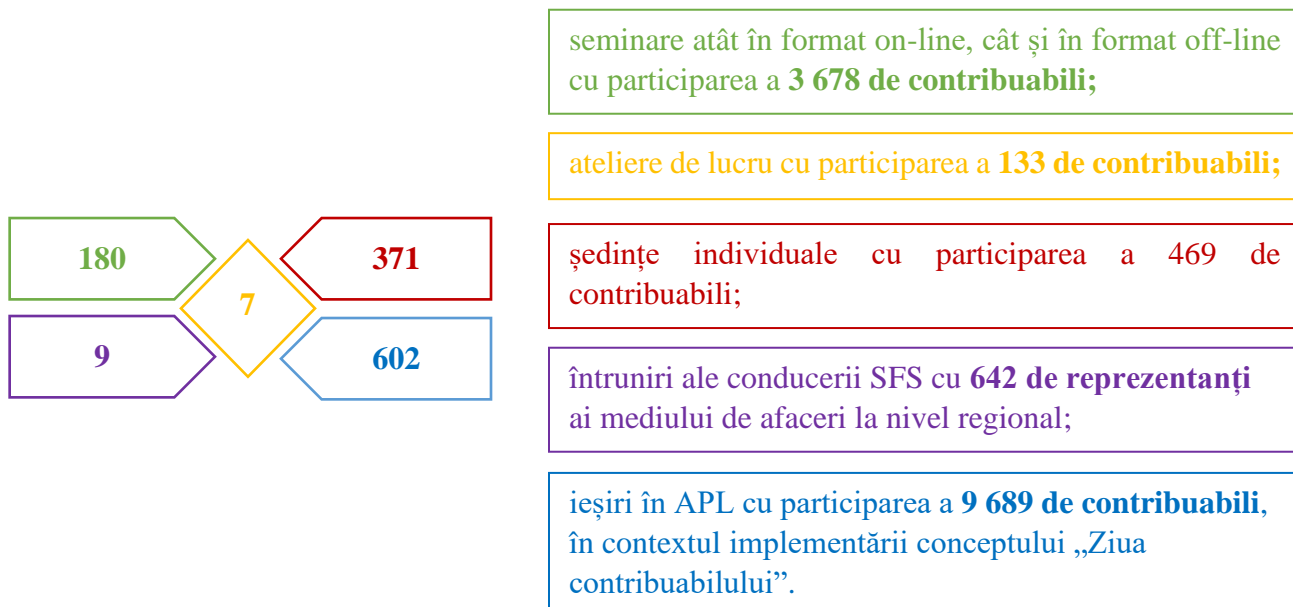 180
371
7
9
602
seminare atât în format on-line, cât și în format off-line
cu participarea a 3 678 de contribuabili;
ateliere de lucru cu participarea a 133 de contribuabili;
ședințe individuale cu participarea a 469 de
contribuabili;
întruniri ale conducerii SFS cu 642 de reprezentanți
ai mediului de afaceri la nivel regional;
ieșiri în APL cu participarea a 9 689 de contribuabili,
în contextul implementării conceptului „Ziua
contribuabilului”.